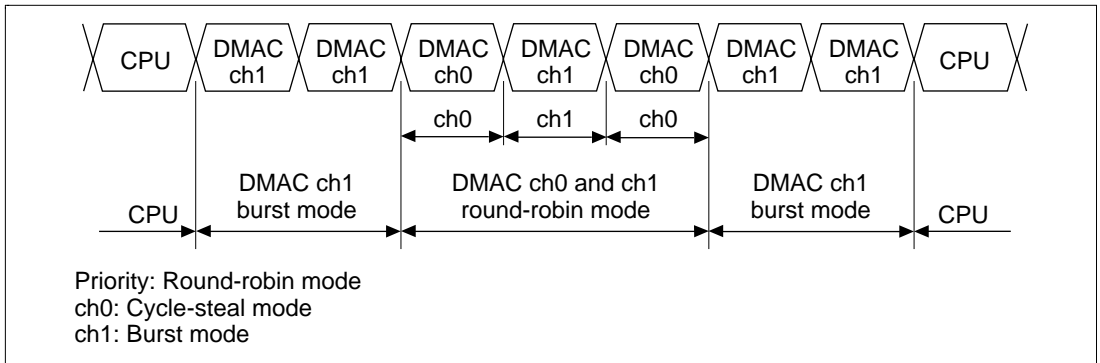 CPU DMAC ch1 DMAC ch1 DMAC ch0 DMAC ch1 DMAC ch0 DMAC ch1 DMAC ch1 CPU
ch0 ch1 ch0
CPU DMAC ch1 burst mode DMAC ch0 and ch1 round-robin mode DMAC ch1 burst mode CPU
Priority: Round-robin mode
ch0: Cycle-steal mode
ch1: Burst mode